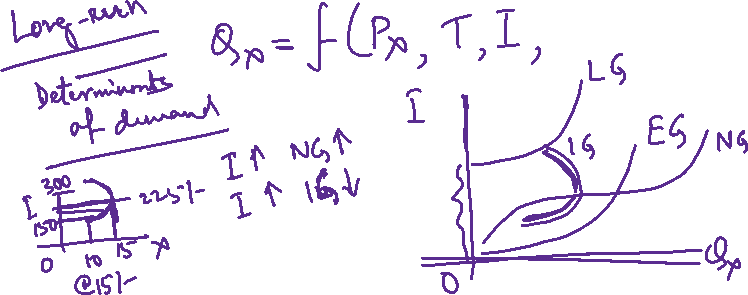 Long-run
Qx = f(Px, T, I,
Determinants
of demand
I↑ NG↑
I↑ IG↓
I
300
150
225/-
0 10 15 x
@15/-
I
LG
IG
EG
NG
0
Qx